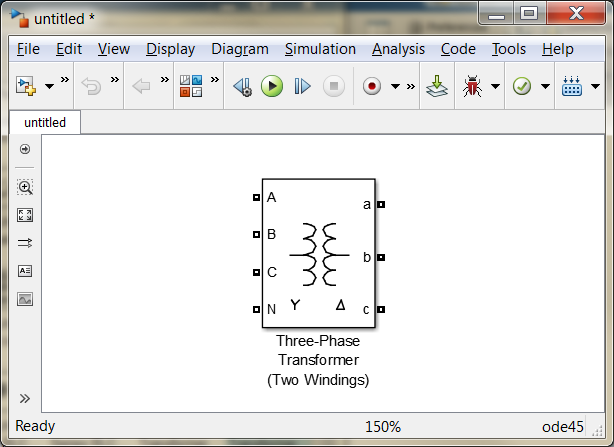 untitled *
File Edit View Display Diagram Simulation Analysis Code Tools Help
» » » »
untitled
A
a
B
b
C
N
c
Y Δ
Three-Phase
Transformer
(Two Windings)
»
Ready 150% ode45